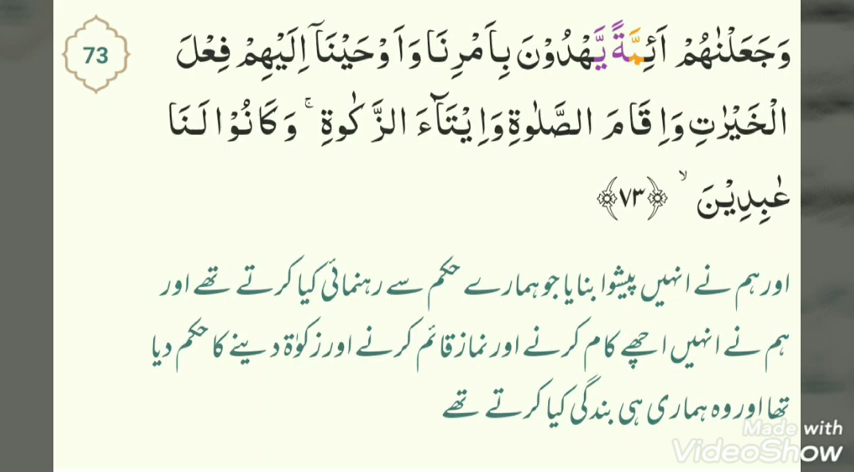 73
وَجَعَلْنٰهُمْ اَئِمَّةً يَّهْدُوْنَ بِاَمْرِنَا وَاَوْحَيْنَاۤ اِلَيْهِمْ فِعْلَ
الْخَيْرٰتِ وَاِقَامَ الصَّلٰوةِ وَاِيْتَآءَ الزَّكٰوةِ ۚ وَكَانُوْا لَنَا
عٰبِدِيْنَ ۙ ﴿٧٣﴾
اور ہم نے انہیں پیشوا بنایا جو ہمارے حکم سے رہنمائی کیا کرتے تھے اور
ہم نے انہیں اچھے کام کرنے اور نماز قائم کرنے اور زکوٰۃ دینے کا حکم دیا
تھا اور وہ ہماری ہی بندگی کیا کرتے تھے
Made with
VideoShow